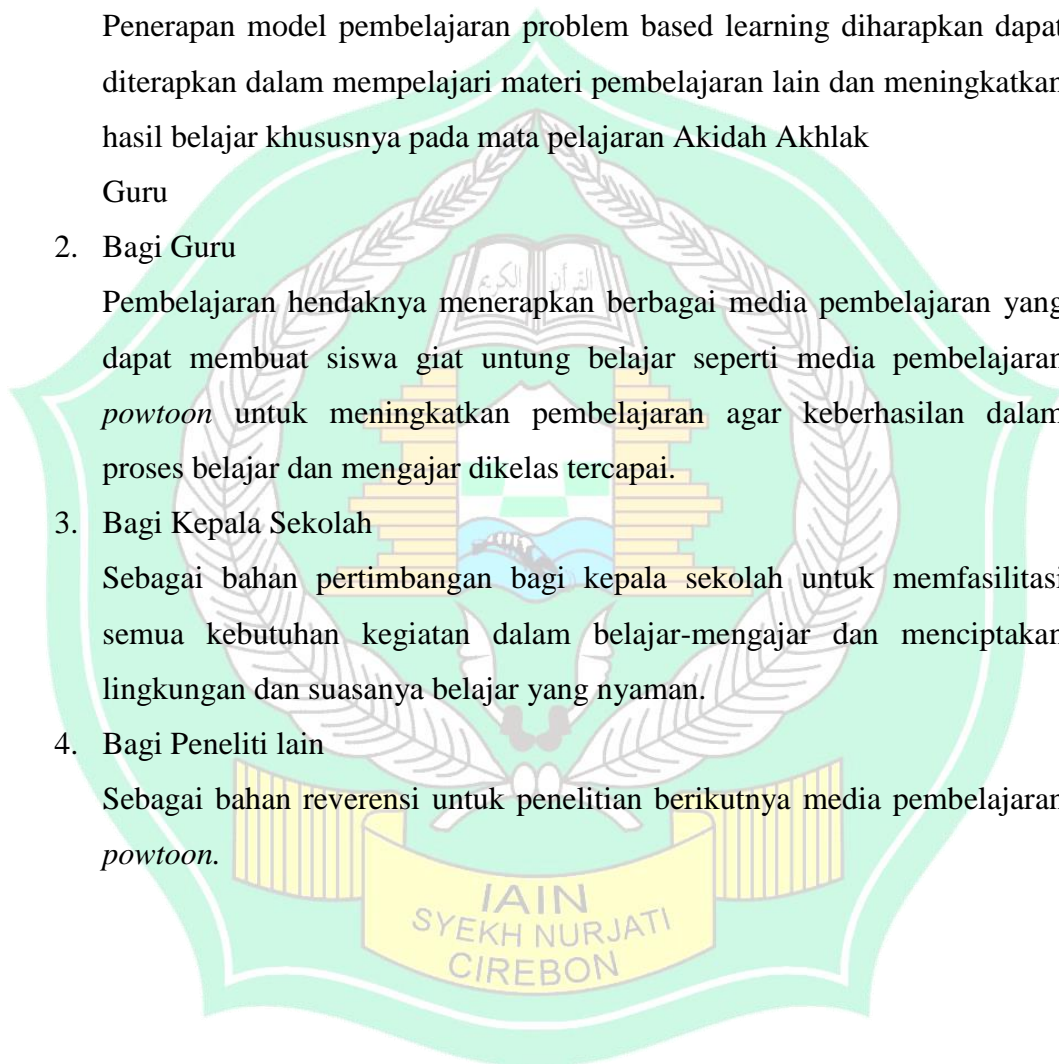 Penerapan model pembelajaran problem based learning diharapkan dapat
diterapkan dalam mempelajari materi pembelajaran lain dan meningkatkan
hasil belajar khususnya pada mata pelajaran Akidah Akhlak
Guru
2. Bagi Guru
Pembelajaran hendaknya menerapkan berbagai media pembelajaran yang
dapat membuat siswa giat untung belajar seperti media pembelajaran
powtoon untuk meningkatkan pembelajaran agar keberhasilan dalam
proses belajar dan mengajar dikelas tercapai.
3. Bagi Kepala Sekolah
Sebagai bahan pertimbangan bagi kepala sekolah untuk memfasilitasi
semua kebutuhan kegiatan dalam belajar-mengajar dan menciptakan
lingkungan dan suasanya belajar yang nyaman.
4. Bagi Peneliti lain
Sebagai bahan reverensi untuk penelitian berikutnya media pembelajaran
powtoon.
القرآن الكريم
IAIN
SYEKH NURJATI
CIREBON